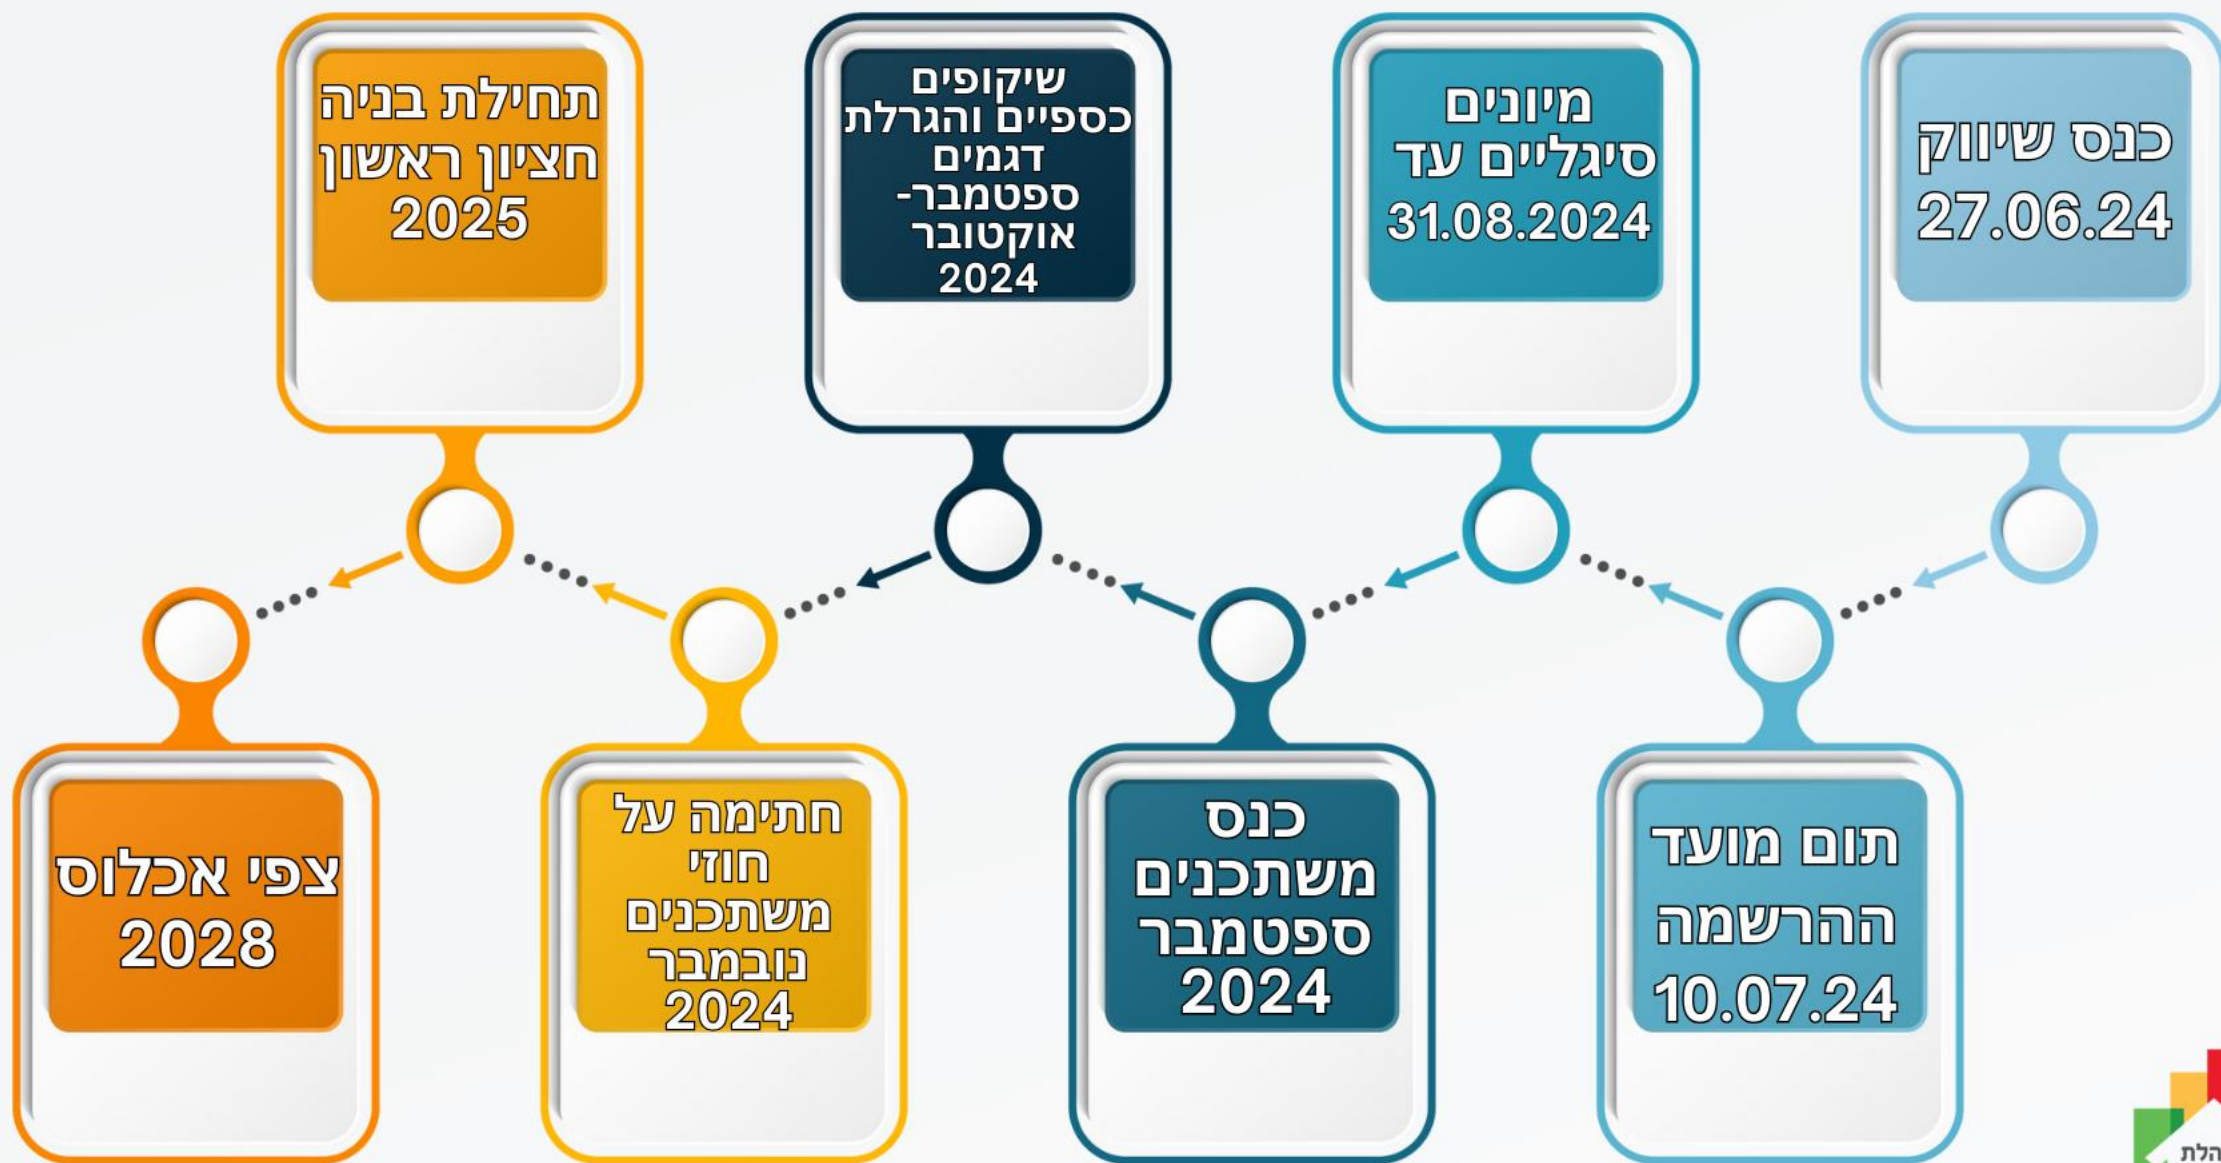 כנס שיווק
27.06.24
תום מועד
ההרשמה
10.07.24
מיונים
סיגליים עד
31.08.2024
כנס
משתכנים
ספטמבר
2024
שיקופים
כספיים והגרלת
דגמים
ספטמבר-
אוקטובר
2024
חתימה על
חוזי
משתכנים
נובמבר
2024
תחילת בניה
חציון ראשון
2025
צפי אכלוס
2028